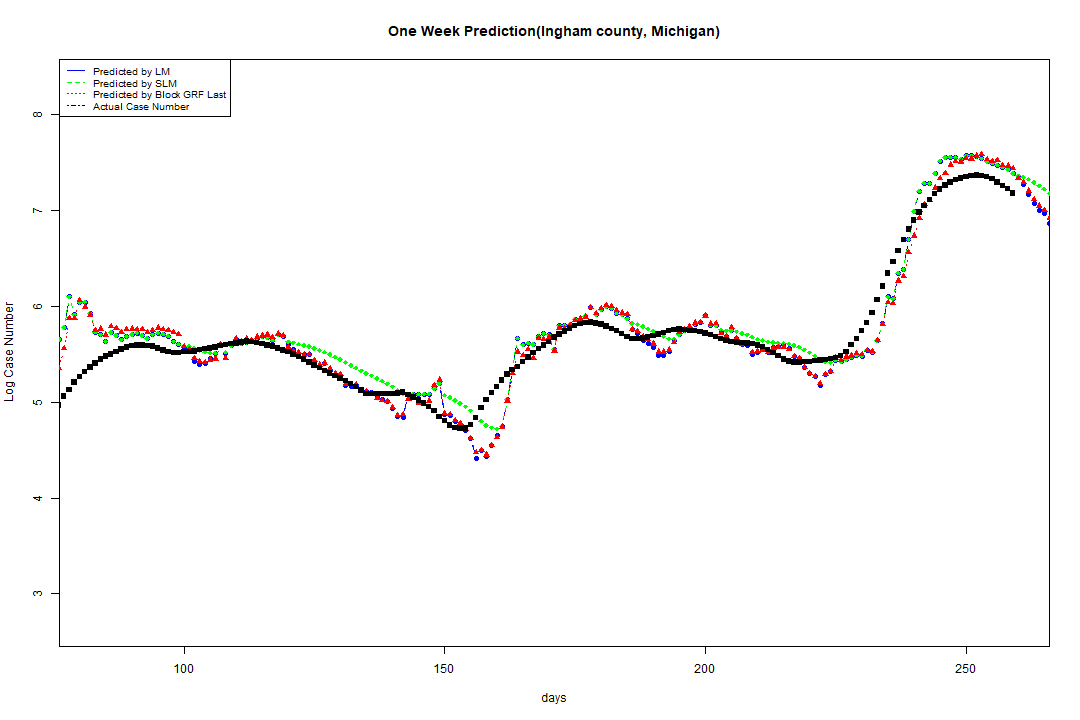 One Week Prediction(Ingham county, Michigan)
Predicted by LM
Predicted by SLM
Predicted by Block GRF Last
Actual Case Number
8
7
6
5
4
3
Log Case Number
100
150
200
250
days